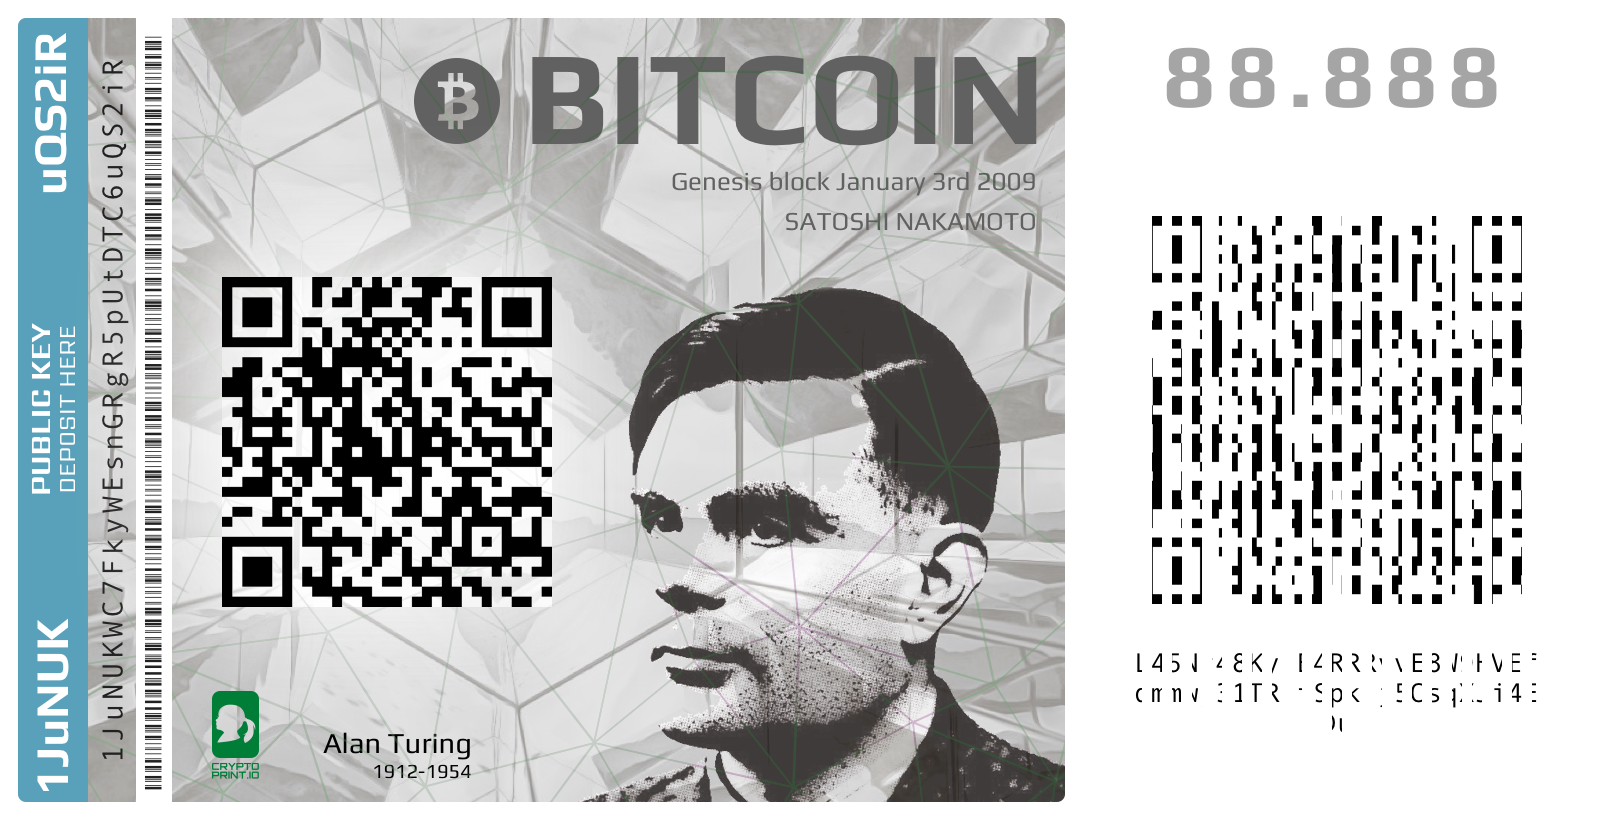 1JuNUK
PUBLIC KEY
DEPOSIT HERE
uQS2iR
1JuNUKWC7FkyWEsnGRgR5pUtDTC6uQS2iR
BITCOIN
Genesis block January 3rd 2009
SATOSHI NAKAMOTO
Alan Turing
1912-1954
CRYPTO
PRINT.ID
88.888